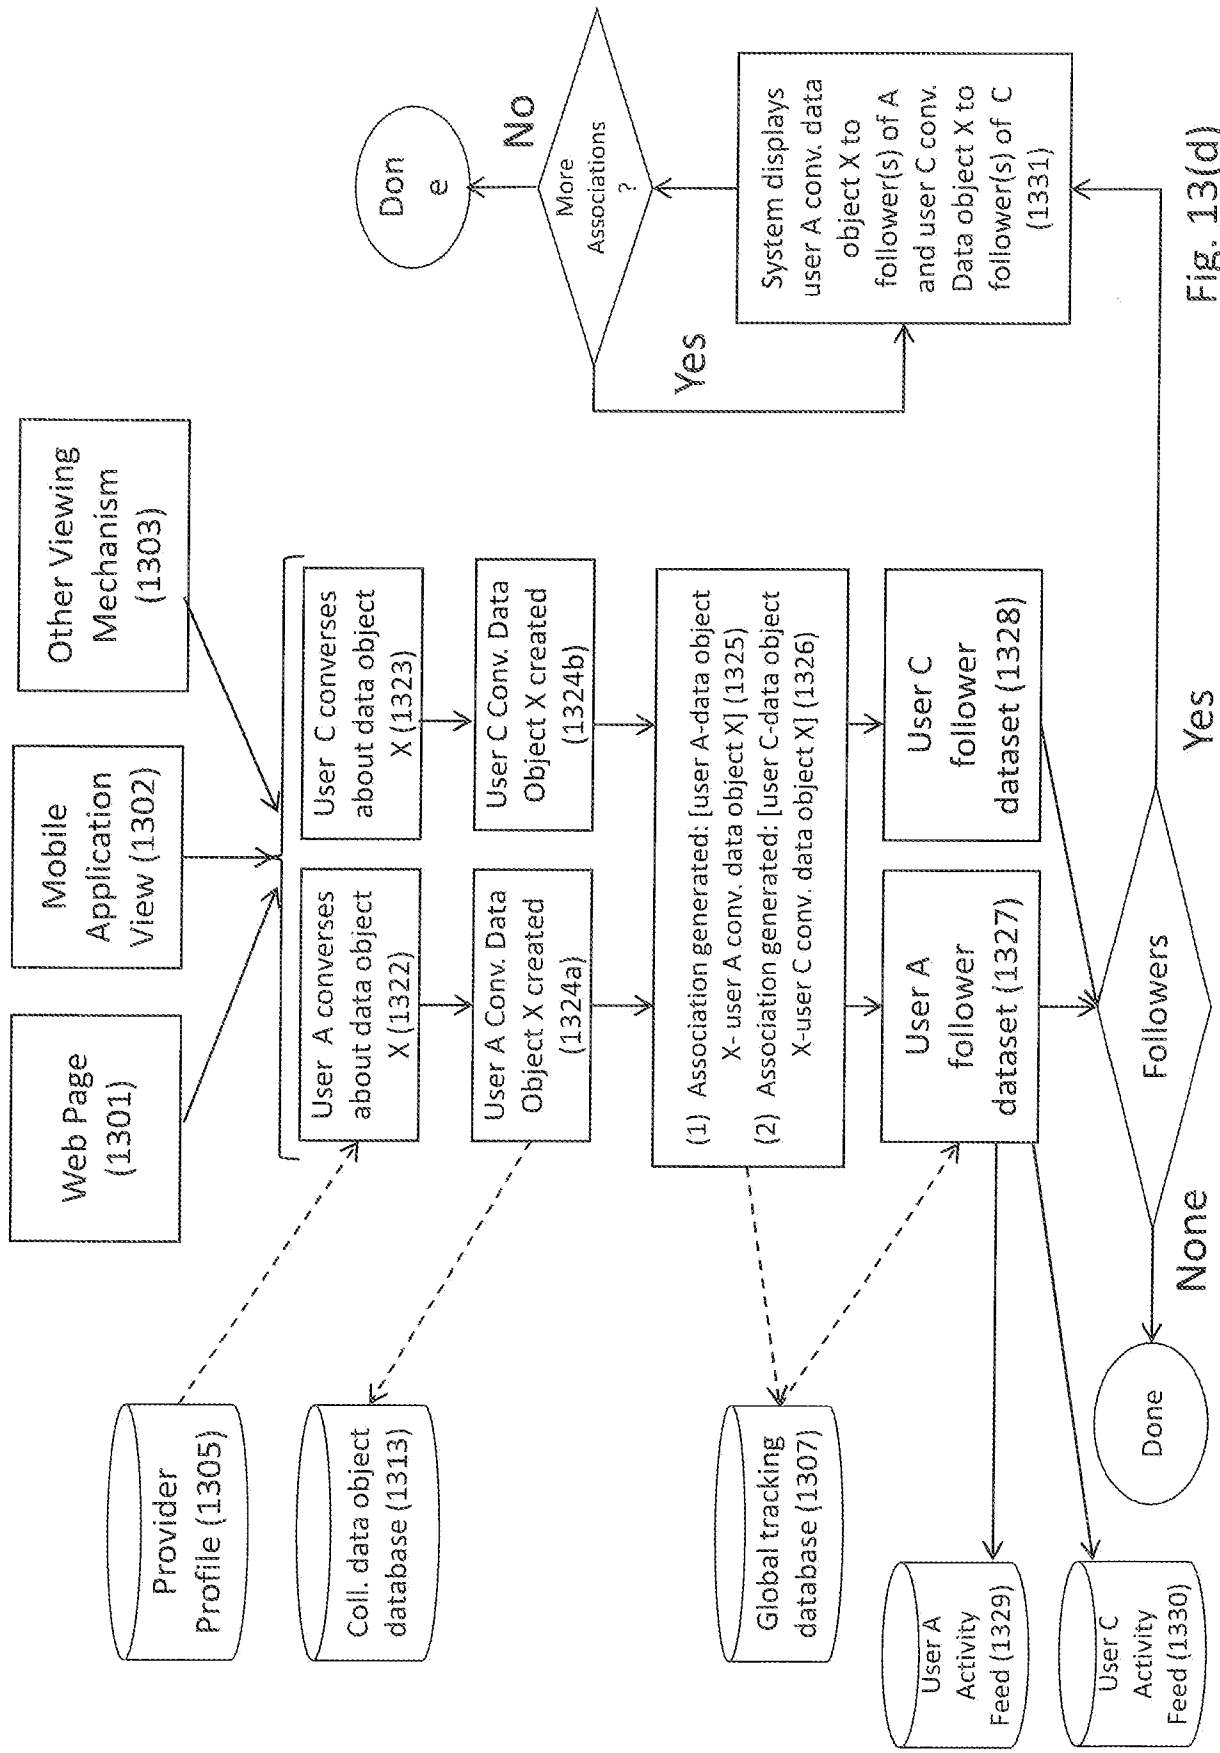 Web Page
(1301)
Mobile
Application
View (1302)
Other Viewing
Mechanism
(1303)
Provider
Profile (1305)
User A converses
about data object
X (1322)
User C converses
about data object
X (1323)
Coll. data object
database (1313)
User A Conv. Data
Object X created
(1324a)
User C Conv. Data
Object X created
(1324b)
Global tracking
database (1307)
(1) Association generated: [user A-data object
X- user A conv. data object X] (1325)
(2) Association generated: [user C-data object
X-user C conv. data object X] (1326)
User A
follower
dataset (1327)
User C
follower
dataset (1328)
User A
Activity
Feed (1329)
User C
Activity
Feed (1330)
Done
None
Followers
Yes
System displays
user A conv. data
object X to
follower(s) of A
and user C conv.
Data object X to
follower(s) of C
(1331)
Yes
More
Associations
?
No
Don
e
Fig. 13(d)